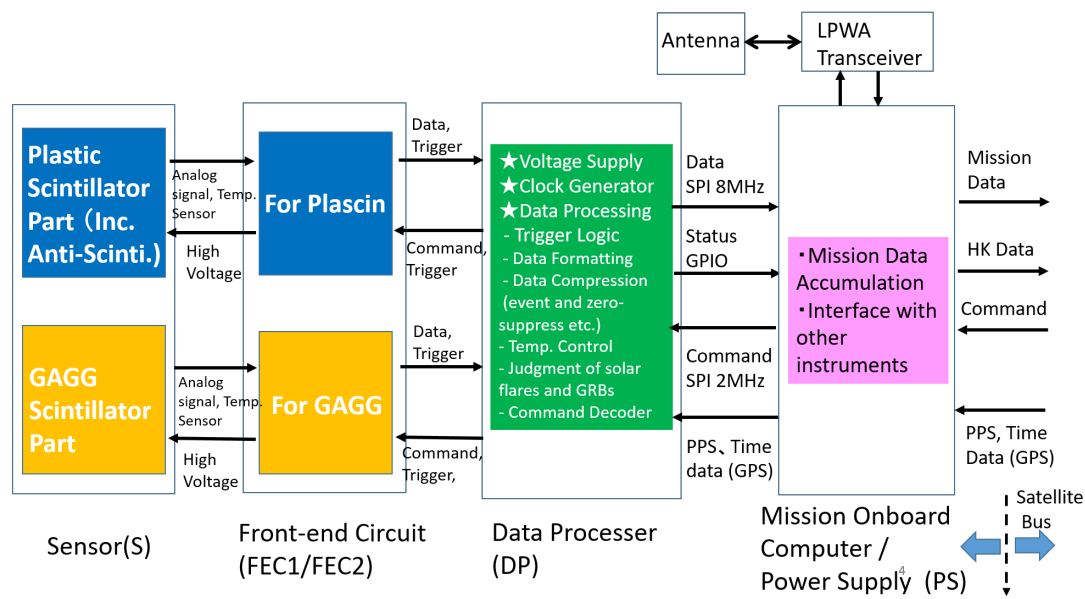 Antenna
LPWA
Transceiver
Plastic
Scintillator
Part （Inc.
Anti-Scinti.)
Analog
signal, Temp.
Sensor
High
Voltage
For Plascin
Data,
Trigger
Command,
Trigger
GAGG
Scintillator
Part
Analog
signal, Temp.
Sensor
High
Voltage
For GAGG
Data,
Trigger
Command,
Trigger,
★Voltage Supply
★Clock Generator
★Data Processing
- Trigger Logic
- Data Formatting
- Data Compression
(event and zero-
suppress etc.)
- Temp. Control
- Judgment of solar
flares and GRBs
- Command Decoder
Data
SPI 8MHz
Status
GPIO
Command
SPI 2MHz
PPS、Time
data (GPS)
・Mission Data
Accumulation
・Interface with
other
instruments
Mission
Data
HK Data
Command
PPS, Time
Data (GPS)
Satellite
Bus
Sensor(S)
Front-end Circuit
(FEC1/FEC2)
Data Processer
(DP)
Mission Onboard
Computer /
Power Supply (PS)
4